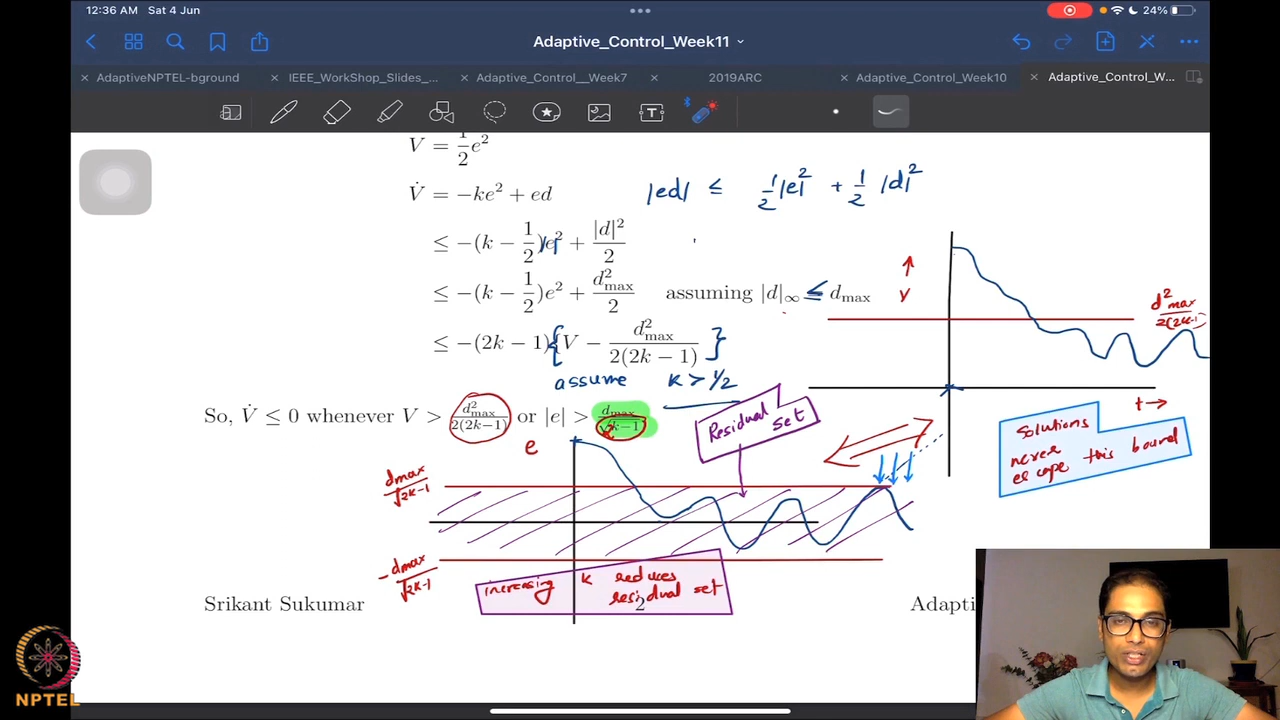 12:36 AM Sat 4 Jun
24%
Adaptive_Control_Week11
AdaptiveNPTEL-bground
IEEE_WorkShop_Slides_...
Adaptive_Control__Week7
2019ARC
Adaptive_Control_Week10
Adaptive_Control_W...
V = 1/2 e²
V̇ = −ke² + ed
|ed| ≤ 1/2 |e|² + 1/2 |d|²
≤ −(k − 1/2)|e|² + |d|²/2
≤ −(k − 1/2)e² + d²max/2 assuming |d|∞ ≤ dmax
≤ −(2k − 1){V − d²max/2(2k − 1)}
assume k > 1/2
So, V̇ ≤ 0 whenever V > d²max/2(2k−1) or |e| > dmax/√2k−1
V
d²max/2(2k-1)
t →
Solutions
never
escape this bound
Residual
set
e
dmax/√2k-1
-dmax/√2k-1
increasing k reduces
residual set
Srikant Sukumar
2
Adapti
NPTEL